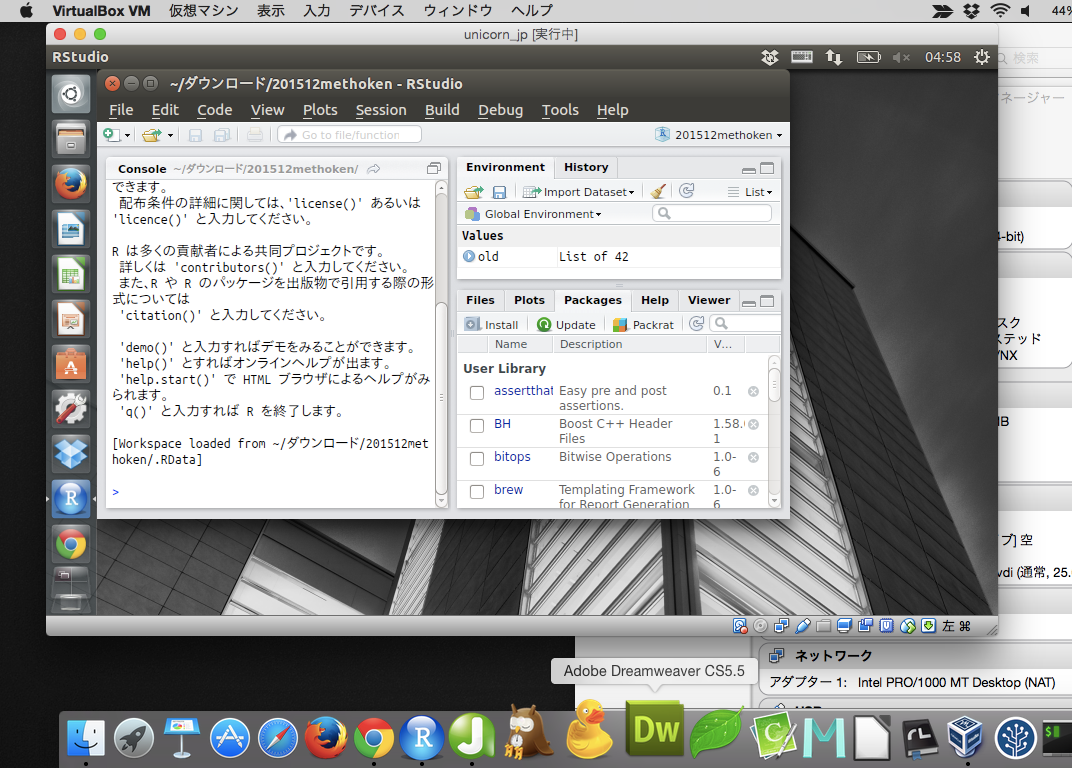 VirtualBox VM 仮想マシン 表示 入力 デバイス ウィンドウ ヘルプ 44%
unicorn_jp [実行中]
RStudio 04:58
検索
ネージャー
~/ダウンロード/201512methoken - RStudio
File Edit Code View Plots Session Build Debug Tools Help
Go to file/function 201512methoken
Console ~/ダウンロード/201512methoken/
できます。
配布条件の詳細に関しては、'license()' あるいは
'licence()' と入力してください。
R は多くの貢献者による共同プロジェクトです。
詳しくは 'contributors()' と入力してください。
また、R や R のパッケージを出版物で引用する際の形
式については
'citation()' と入力してください。
'demo()' と入力すればデモをみることができます。
'help()' とすればオンラインヘルプが出ます。
'help.start()' で HTML ブラウザによるヘルプがみ
られます。
'q()' と入力すれば R を終了します。
[Workspace loaded from ~/ダウンロード/201512met
hoken/.RData]
>
Environment History
Import Dataset List
Global Environment
Values
old List of 42
Files Plots Packages Help Viewer
Install Update Packrat
Name Description V...
User Library
assertthat Easy pre and post 0.1
assertions.
BH Boost C++ Header 1.58.
Files 1
bitops Bitwise Operations 1.0-
6
brew Templating Framework 1.0-
for Report Generation 6
4-bit)
スク
ステッド
/NX
プ] 空
vdi (通常, 25.
左 ⌘
ネットワーク
アダプター 1: Intel PRO/1000 MT Desktop (NAT)
Adobe Dreamweaver CS5.5
R
J
Dw
C
M
$